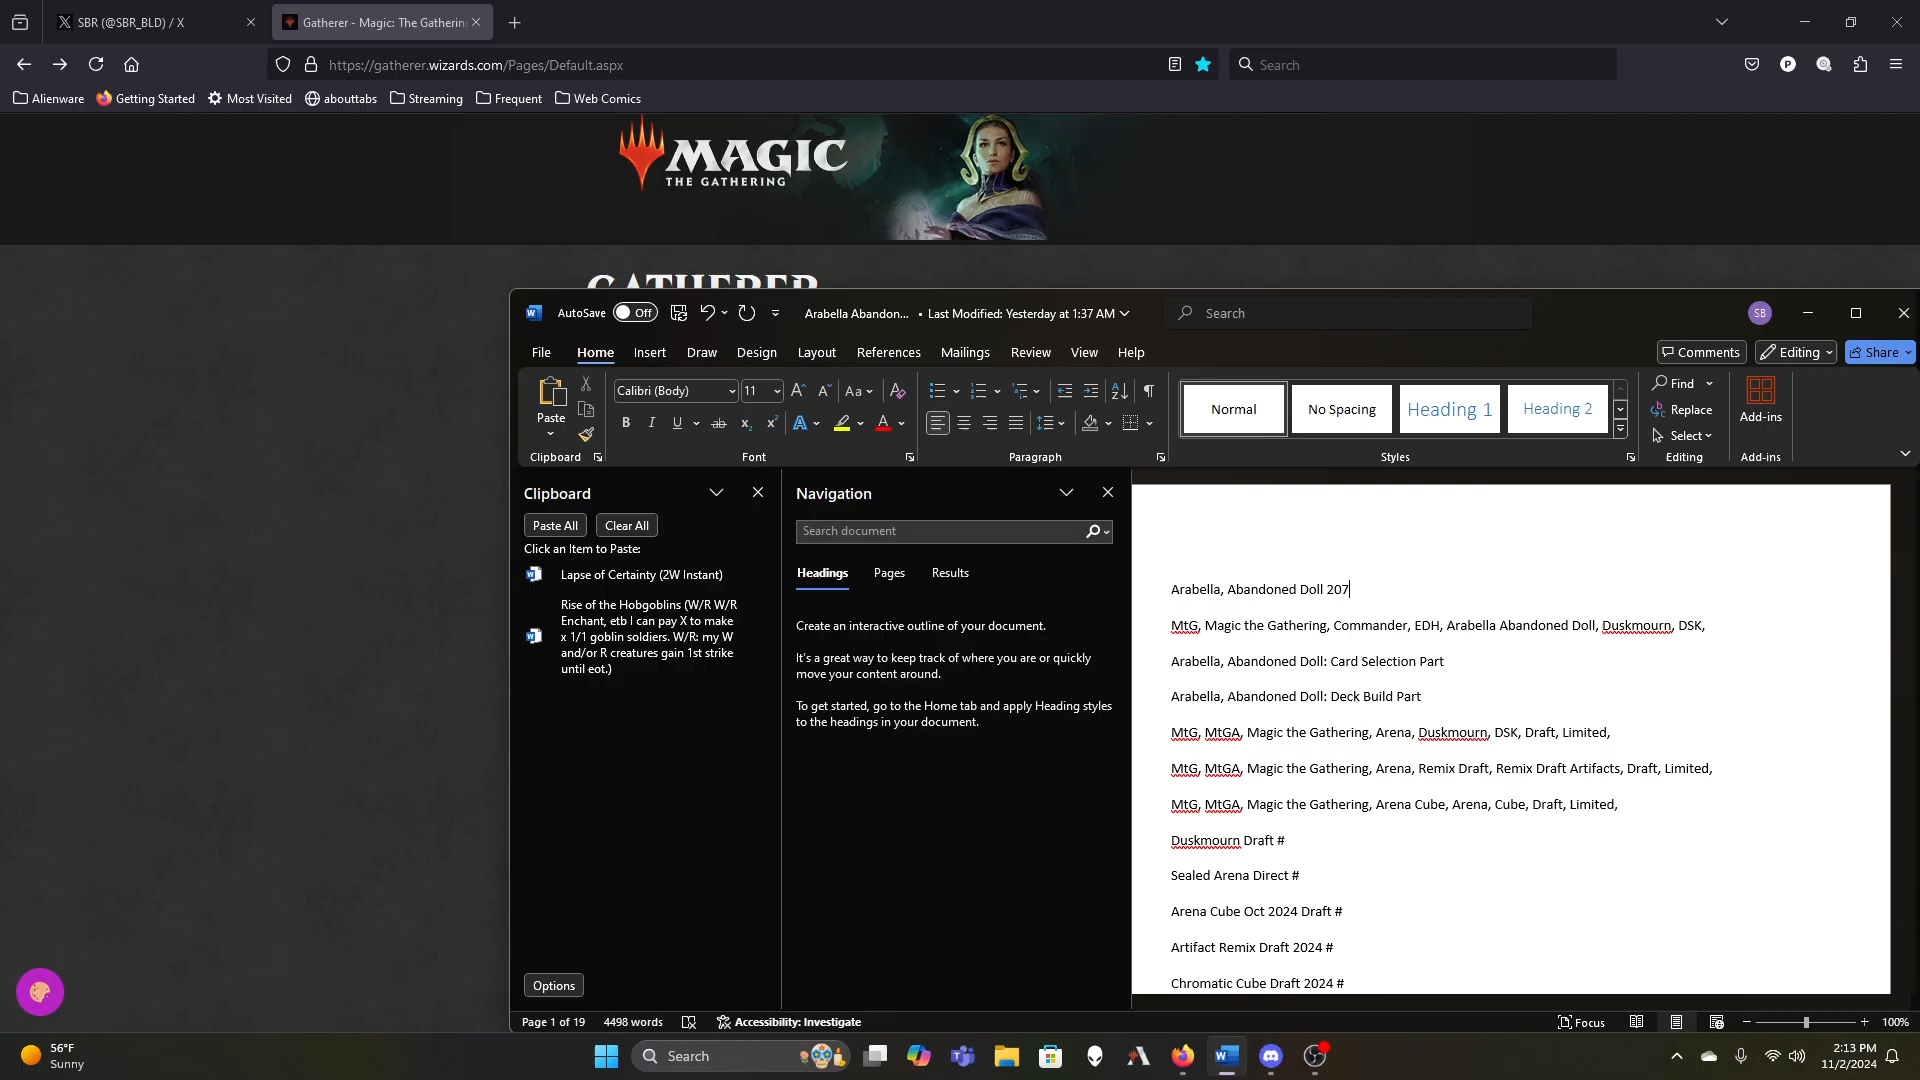 SBR (@SBR_BLD) / X
Gatherer - Magic: The Gatherin
https://gatherer.wizards.com/Pages/Default.aspx
Search
Alienware
Getting Started
Most Visited
abouttabs
Streaming
Frequent
Web Comics
MAGIC
THE GATHERING
GATHERER
AutoSave
Off
Arabella Abandon... • Last Modified: Yesterday at 1:37 AM
Search
SB
File
Home
Insert
Draw
Design
Layout
References
Mailings
Review
View
Help
Comments
Editing
Share
Paste
Calibri (Body)
11
Normal
No Spacing
Heading 1
Heading 2
Find
Replace
Select
Add-ins
Clipboard
Font
Paragraph
Styles
Editing
Add-ins
Clipboard
Paste All
Clear All
Click an Item to Paste:
Lapse of Certainty (2W Instant)
Rise of the Hobgoblins (W/R W/R
Enchant, etb I can pay X to make
x 1/1 goblin soldiers. W/R: my W
and/or R creatures gain 1st strike
until eot.)
Options
Navigation
Search document
Headings
Pages
Results
Create an interactive outline of your document.
It's a great way to keep track of where you are or quickly
move your content around.
To get started, go to the Home tab and apply Heading styles
to the headings in your document.
Arabella, Abandoned Doll 207
MtG, Magic the Gathering, Commander, EDH, Arabella Abandoned Doll, Duskmourn, DSK,
Arabella, Abandoned Doll: Card Selection Part
Arabella, Abandoned Doll: Deck Build Part
MtG, MtGA, Magic the Gathering, Arena, Duskmourn, DSK, Draft, Limited,
MtG, MtGA, Magic the Gathering, Arena, Remix Draft, Remix Draft Artifacts, Draft, Limited,
MtG, MtGA, Magic the Gathering, Arena Cube, Arena, Cube, Draft, Limited,
Duskmourn Draft #
Sealed Arena Direct #
Arena Cube Oct 2024 Draft #
Artifact Remix Draft 2024 #
Chromatic Cube Draft 2024 #
Page 1 of 19
4498 words
Accessibility: Investigate
Focus
100%
56°F
Sunny
Search
2:13 PM
11/2/2024